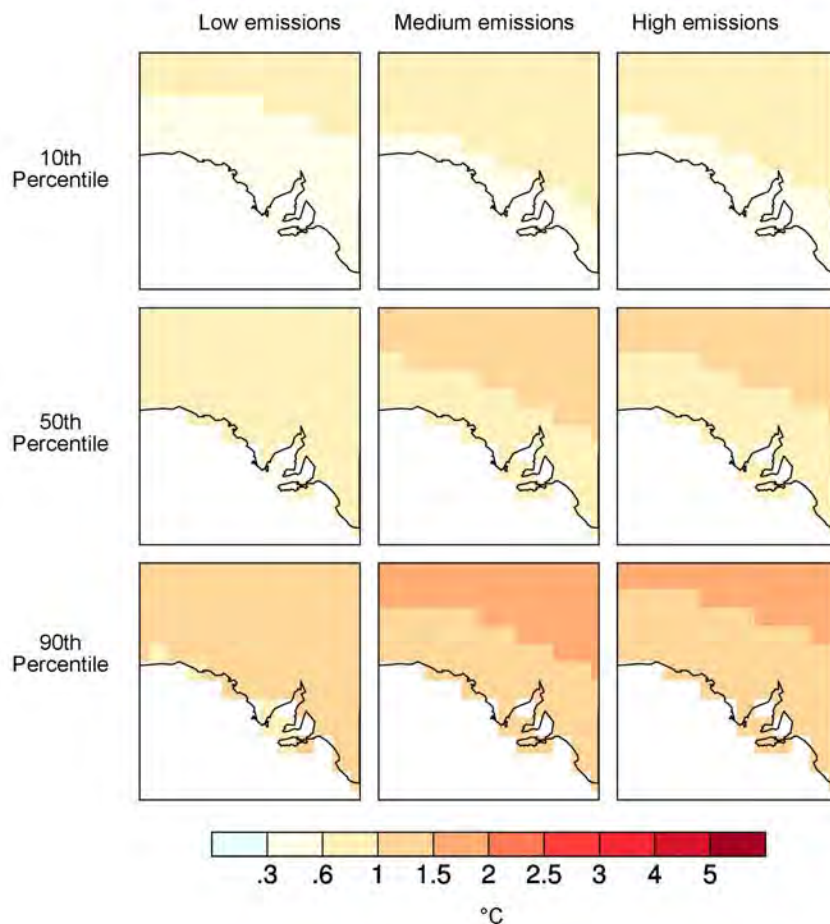 Low emissions Medium emissions High emissions
10th
Percentile
50th
Percentile
90th
Percentile
.3 .6 1 1.5 2 2.5 3 4 5
°C